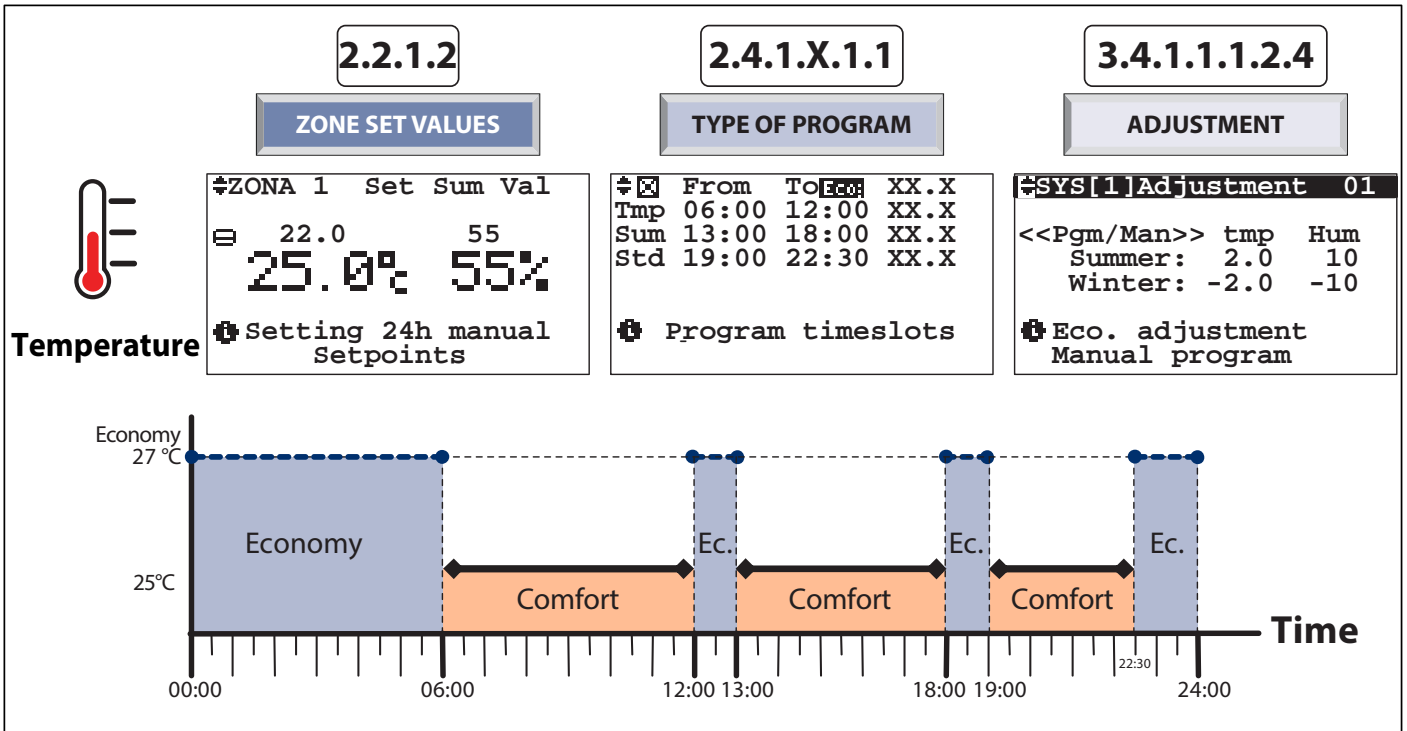 2.2.1.2
2.4.1.X.1.1
3.4.1.1.1.2.4
ZONE SET VALUES
TYPE OF PROGRAM
ADJUSTMENT
Temperature
ZONA 1 Set Sum Val
22.0 55
25.0°c 55%
Setting 24h manual
Setpoints
From To Eco: XX.X
Tmp 06:00 12:00 XX.X
Sum 13:00 18:00 XX.X
Std 19:00 22:30 XX.X
Program timeslots
SYS[1]Adjustment 01
<<Pgm/Man>> tmp Hum
Summer: 2.0 10
Winter: -2.0 -10
Eco. adjustment
Manual program
Economy
27 °C
Economy
Ec.
Ec.
Ec.
25°C
Comfort
Comfort
Comfort
Time
22:30
00:00
06:00
12:00 13:00
18:00 19:00
24:00